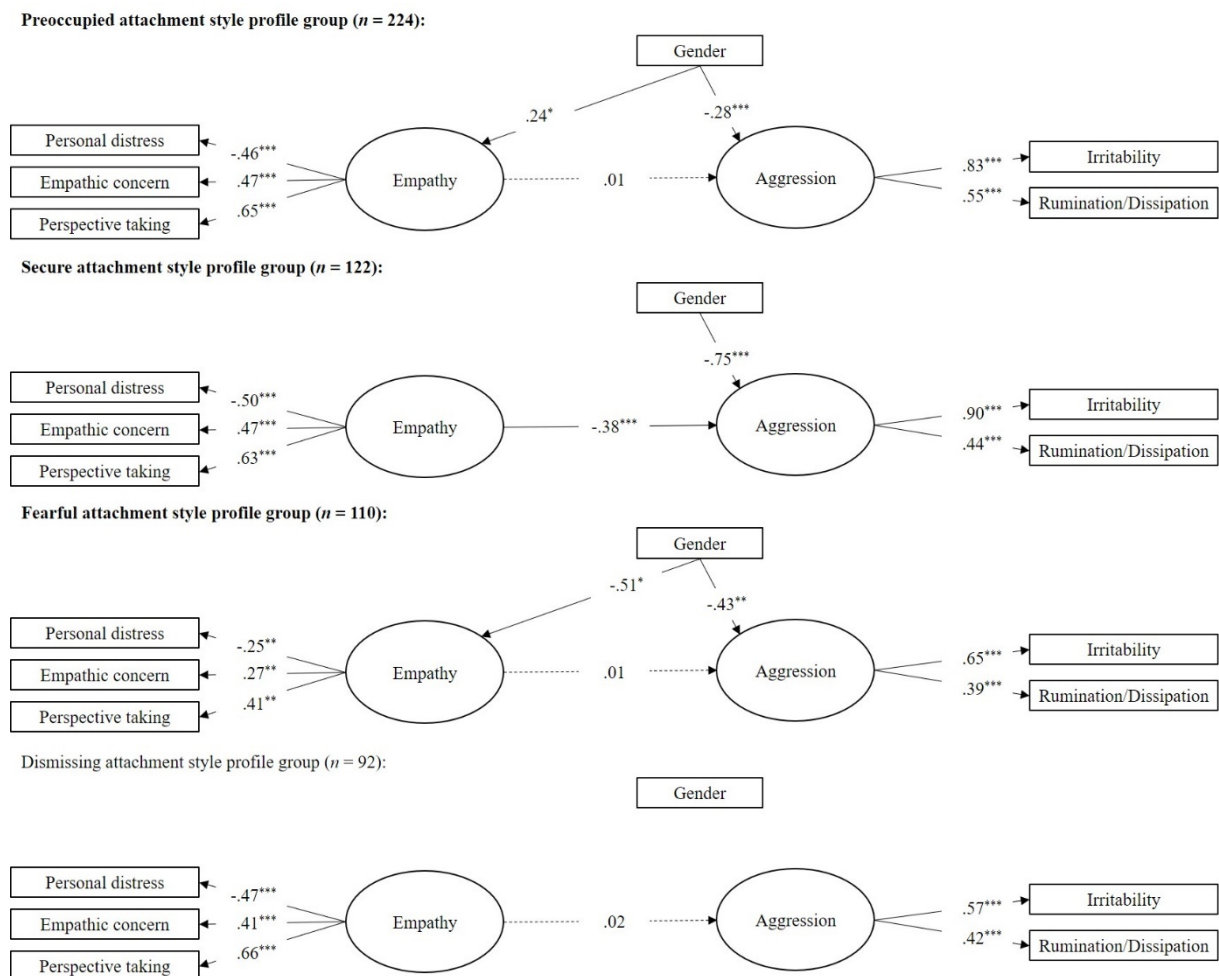 Preoccupied attachment style profile group (n = 224):
Gender
.24*
-.28***
Personal distress
-.46***
Empathic concern
.47***
Perspective taking
.65***
Empathy
.01
Aggression
.83***
Irritability
.55***
Rumination/Dissipation
Secure attachment style profile group (n = 122):
Gender
-.75***
Personal distress
-.50***
Empathic concern
.47***
Perspective taking
.63***
Empathy
-.38***
Aggression
.90***
Irritability
.44***
Rumination/Dissipation
Fearful attachment style profile group (n = 110):
Gender
-.51*
-.43**
Personal distress
-.25**
Empathic concern
.27**
Perspective taking
.41**
Empathy
.01
Aggression
.65***
Irritability
.39***
Rumination/Dissipation
Dismissing attachment style profile group (n = 92):
Gender
Personal distress
-.47***
Empathic concern
.41***
Perspective taking
.66***
Empathy
.02
Aggression
.57***
Irritability
.42***
Rumination/Dissipation